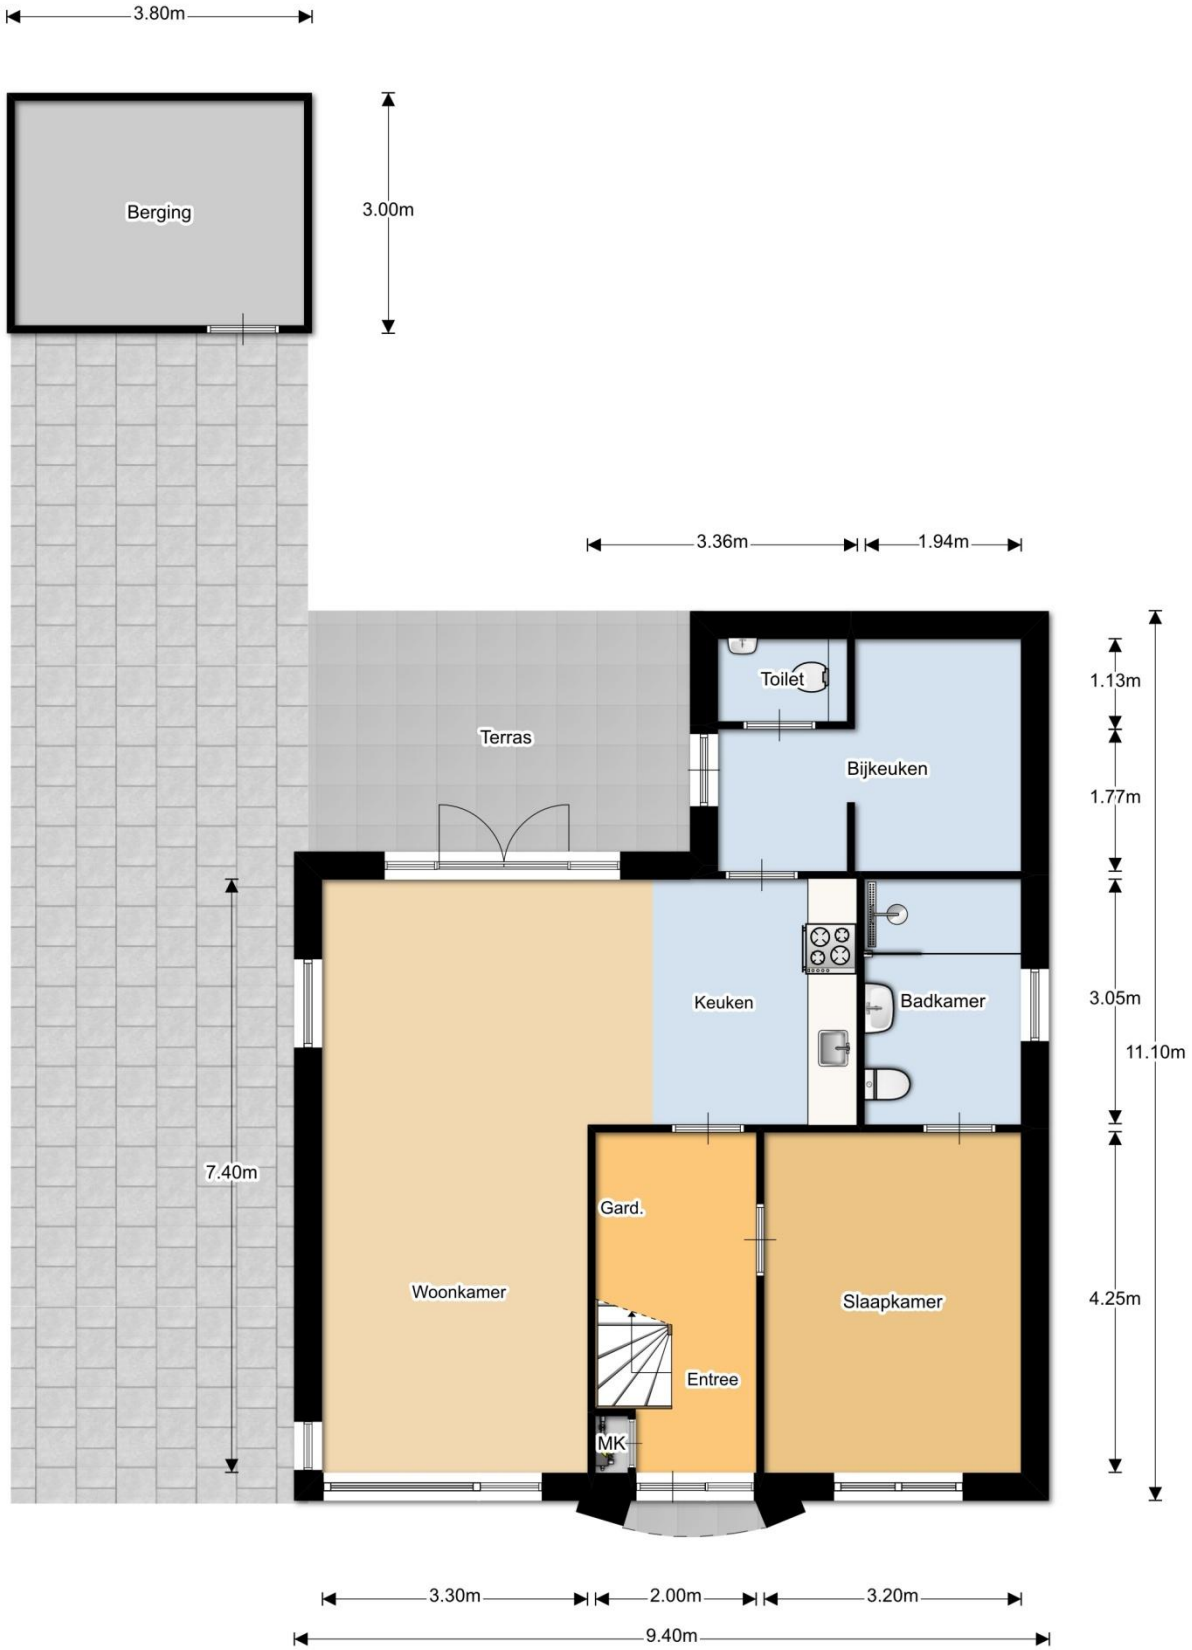 3.80m
Berging
3.00m
3.36m
1.94m
Toilet
1.13m
Terras
Bijkeuken
1.77m
Keuken
Badkamer
3.05m
11.10m
7.40m
Gard.
Woonkamer
Slaapkamer
4.25m
Entree
MK
3.30m
2.00m
3.20m
9.40m